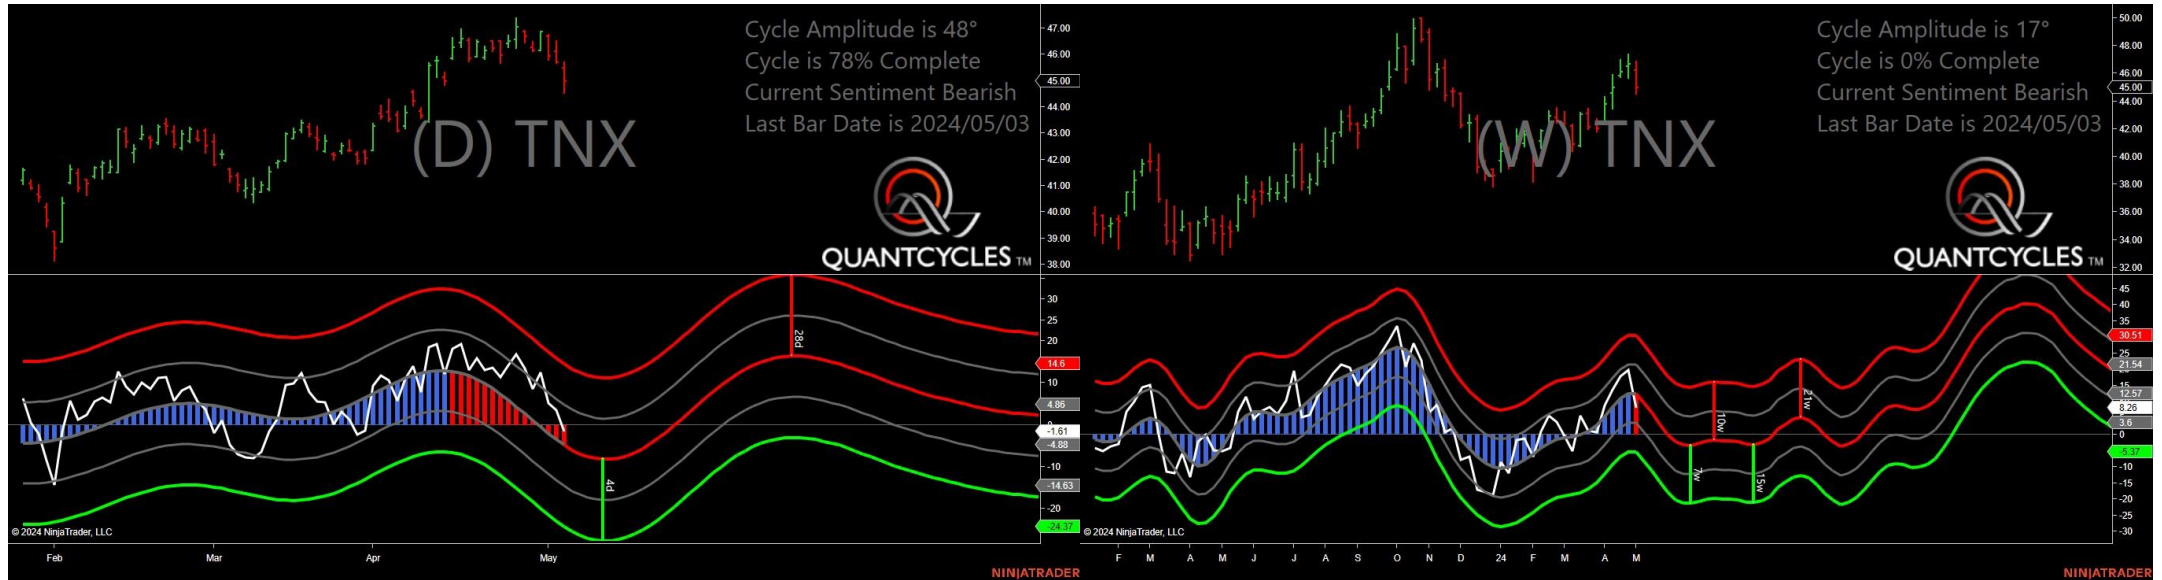 Cycle Amplitude is 48°
Cycle is 78% Complete
Current Sentiment Bearish
Last Bar Date is 2024/05/03
(D) TNX
QUANTCYCLES TM
47.00
46.00
45.00
44.00
43.00
42.00
41.00
40.00
39.00
38.00
30
25
20
14.6
10
4.86
-1.61
-4.88
-10
-14.63
-20
-24.37
28d
4d
© 2024 NinjaTrader, LLC
Feb
Mar
Apr
May
NINJATRADER
Cycle Amplitude is 17°
Cycle is 0% Complete
Current Sentiment Bearish
Last Bar Date is 2024/05/03
(W) TNX
QUANTCYCLES TM
50.00
48.00
46.00
45.00
44.00
42.00
40.00
38.00
36.00
34.00
32.00
45
40
35
30.51
25
21.54
15
12.57
8.26
3.6
0
-5.37
-10
-15
-20
-25
-30
10w
21w
7w
15w
© 2024 NinjaTrader, LLC
F M A M J J A S O N D 24 F M A M
NINJATRADER